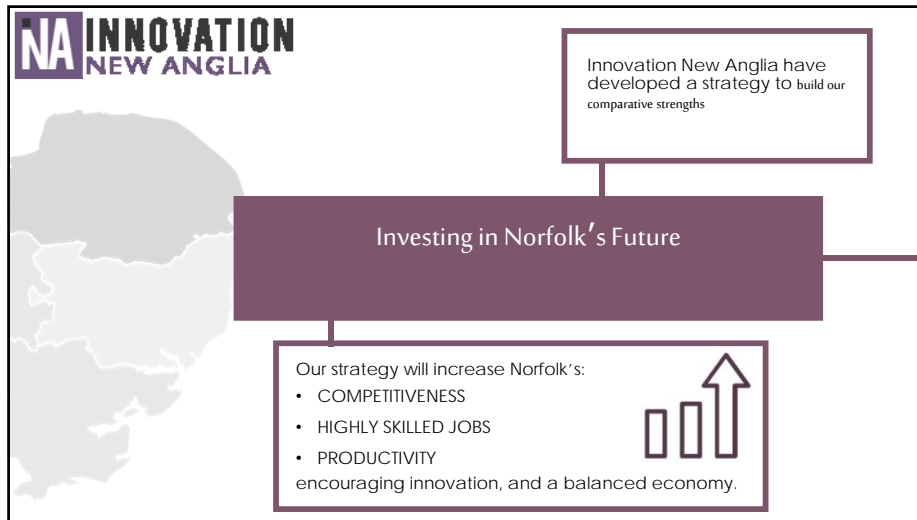 iNA INNOVATION
NEW ANGLIA
Innovation New Anglia have
developed a strategy to build our
comparative strengths
Investing in Norfolk’s Future
Our strategy will increase Norfolk’s:
• COMPETITIVENESS
• HIGHLY SKILLED JOBS
• PRODUCTIVITY
encouraging innovation, and a balanced economy.